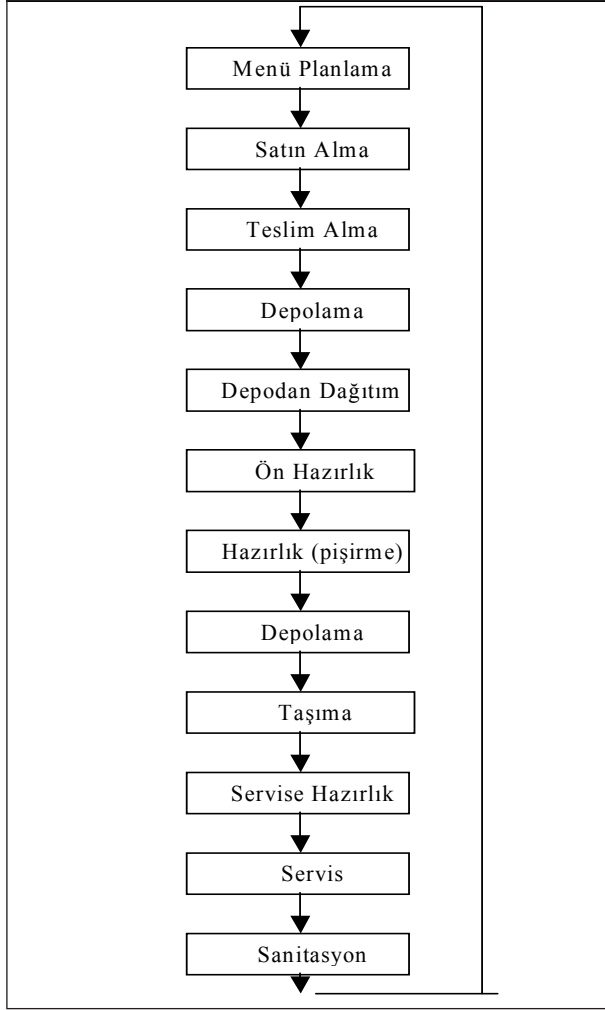 Menü Planlama
Satın Alma
Teslim Alma
Depolama
Depodan Dağıtım
Ön Hazırlık
Hazırlık (pişirme)
Depolama
Taşıma
Servise Hazırlık
Servis
Sanitasyon